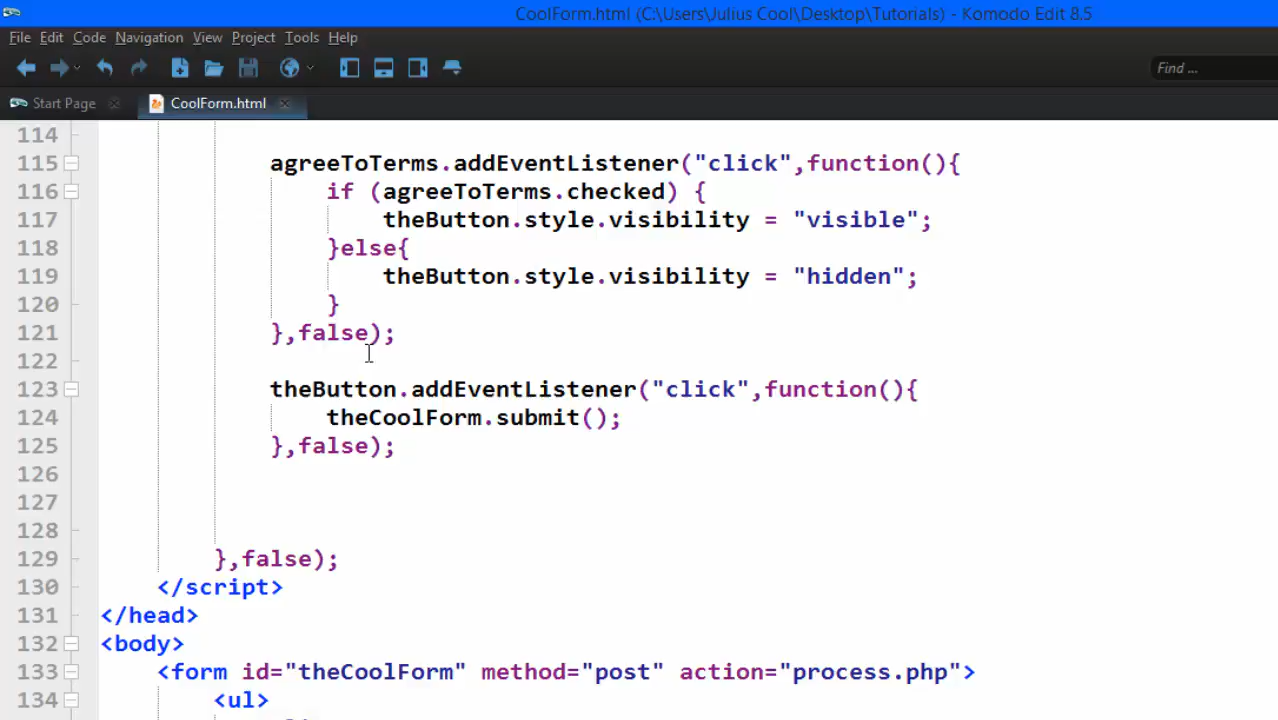 CoolForm.html (C:\Users\Julius Cool\Desktop\Tutorials) - Komodo Edit 8.5
File Edit Code Navigation View Project Tools Help
Find ...
Start Page CoolForm.html
114
115 agreeToTerms.addEventListener("click",function(){
116 if (agreeToTerms.checked) {
117 theButton.style.visibility = "visible";
118 }else{
119 theButton.style.visibility = "hidden";
120 }
121 },false);
122
123 theButton.addEventListener("click",function(){
124 theCoolForm.submit();
125 },false);
126
127
128
129 },false);
130 </script>
131 </head>
132 <body>
133 <form id="theCoolForm" method="post" action="process.php">
134 <ul>